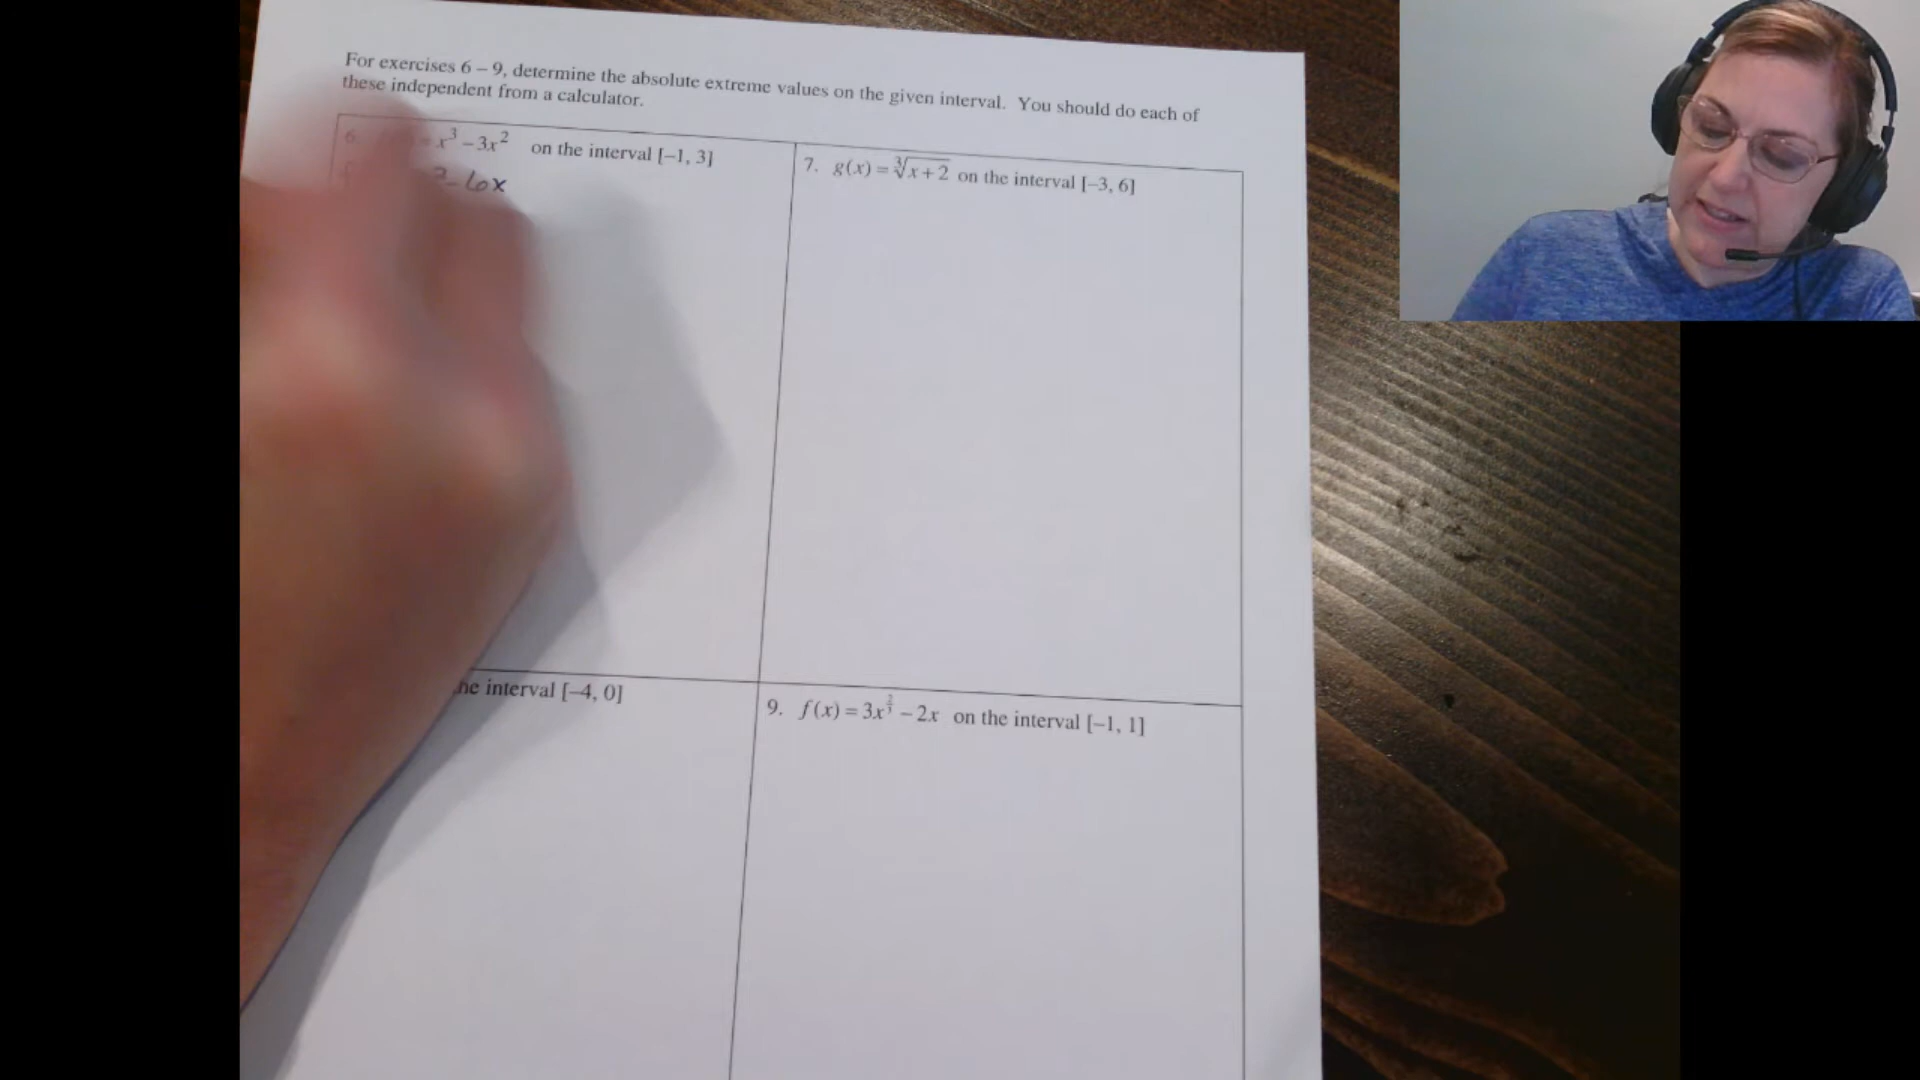 For exercises 6 – 9, determine the absolute extreme values on the given interval. You should do each of
these independent from a calculator.
6. = x³ – 3x² on the interval [–1, 3]
2 - 6x
7. g(x) = ∛(x + 2) on the interval [–3, 6]
he interval [–4, 0]
9. f(x) = 3x^(2/3) – 2x on the interval [–1, 1]